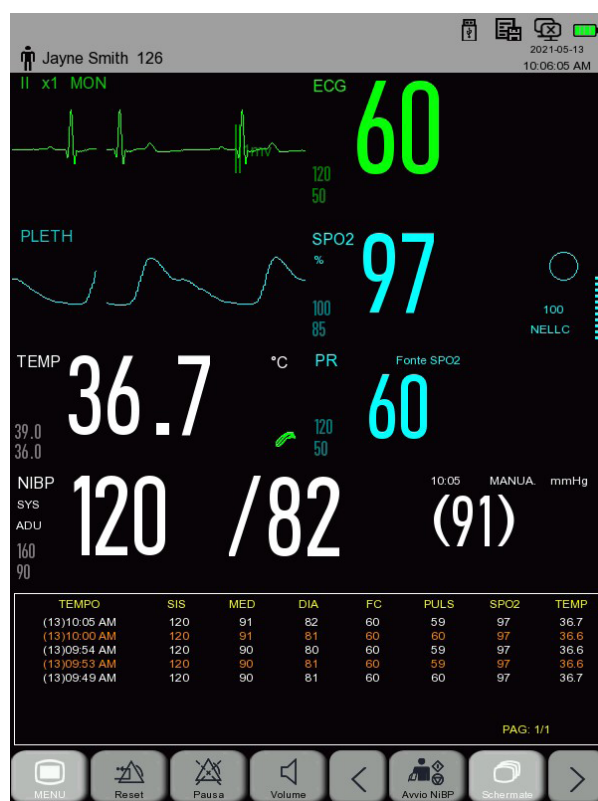 2021-05-13
Jayne Smith 126
10:06:05 AM
II x1 MON
ECG
60
120
50
PLETH
SPO2
%
97
100
85
100
NELLC
TEMP
36.7
°C
39.0
36.0
PR
Fonte SPO2
60
120
50
NIBP
SYS
ADU
160
90
120 /82
10:05 MANUA. mmHg
(91)
TEMPO SIS MED DIA FC PULS SPO2 TEMP
(13)10:05 AM 120 91 82 60 59 97 36.7
(13)10:00 AM 120 91 81 60 60 97 36.6
(13)09:54 AM 120 90 80 60 59 97 36.6
(13)09:53 AM 120 90 81 60 59 97 36.6
(13)09:49 AM 120 90 81 60 60 97 36.7
PAG: 1/1
MENU Reset Pausa Volume Avvio NiBP Schermate